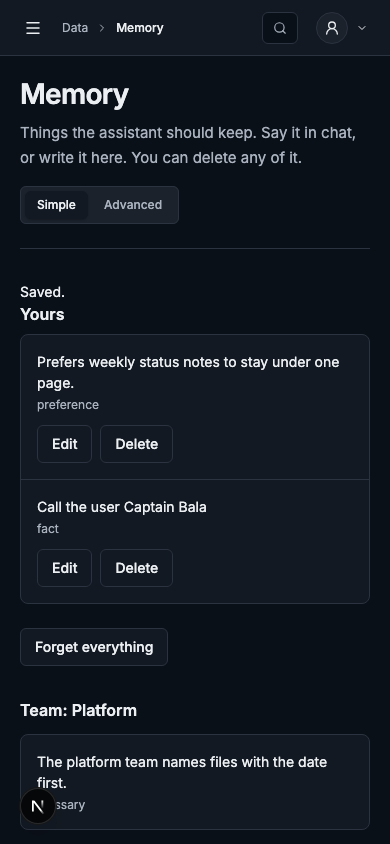 Data > Memory
Memory
Things the assistant should keep. Say it in chat,
or write it here. You can delete any of it.
Simple Advanced
Saved.
Yours
Prefers weekly status notes to stay under one
page.
preference
Edit Delete
Call the user Captain Bala
fact
Edit Delete
Forget everything
Team: Platform
The platform team names files with the date
first.
N ssary